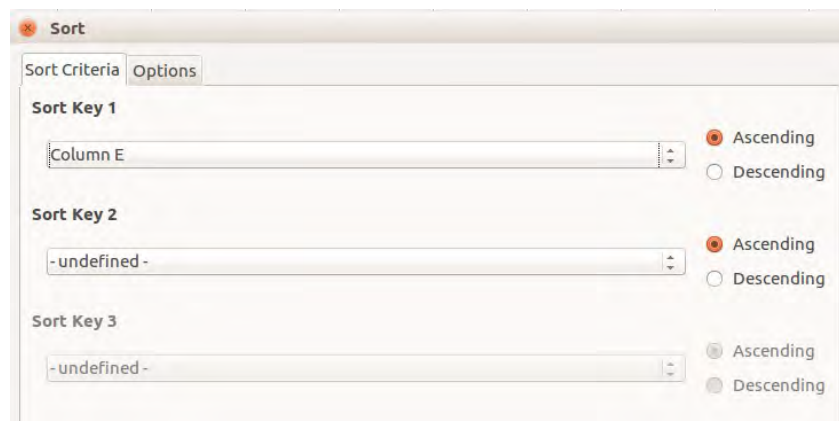 Sort
Sort Criteria Options
Sort Key 1
Column E
Ascending
Descending
Sort Key 2
- undefined -
Ascending
Descending
Sort Key 3
- undefined -
Ascending
Descending